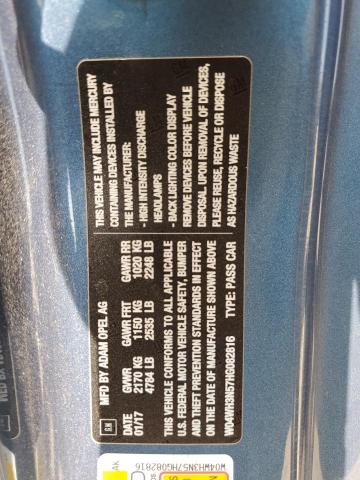 MFD BY ADAM OPEL AG
DATE GVWR GAWR FRT GAWR RR
01/17 2170 KG 1150 KG 1020 KG
4784 LB 2535 LB 2248 LB
THIS VEHICLE CONFORMS TO ALL APPLICABLE
U.S. FEDERAL MOTOR VEHICLE SAFETY, BUMPER
AND THEFT PREVENTION STANDARDS IN EFFECT
ON THE DATE OF MANUFACTURE SHOWN ABOVE
W04WH3N57HG082816 TYPE: PASS CAR
GM
THIS VEHICLE MAY INCLUDE MERCURY
CONTAINING DEVICES INSTALLED BY
THE MANUFACTURER:
- HIGH INTENSITY DISCHARGE
HEADLAMPS
- BACK LIGHTING COLOR DISPLAY
REMOVE DEVICES BEFORE VEHICLE
DISPOSAL. UPON REMOVAL OF DEVICES,
PLEASE REUSE, RECYCLE OR DISPOSE
AS HAZARDOUS WASTE
W04WH3N57HG082816